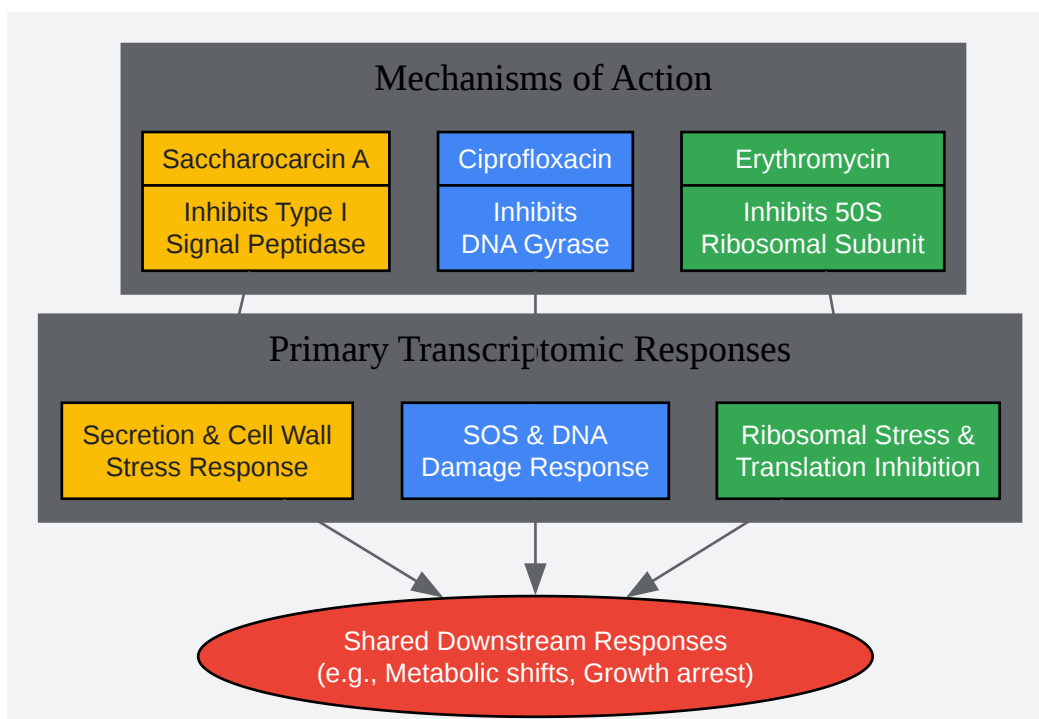 Mechanisms of Action
Saccharocarcin A
Inhibits Type I
Signal Peptidase
Ciprofloxacin
Inhibits
DNA Gyrase
Erythromycin
Inhibits 50S
Ribosomal Subunit
Primary Transcriptomic Responses
Secretion & Cell Wall
Stress Response
SOS & DNA
Damage Response
Ribosomal Stress &
Translation Inhibition
Shared Downstream Responses
(e.g., Metabolic shifts, Growth arrest)